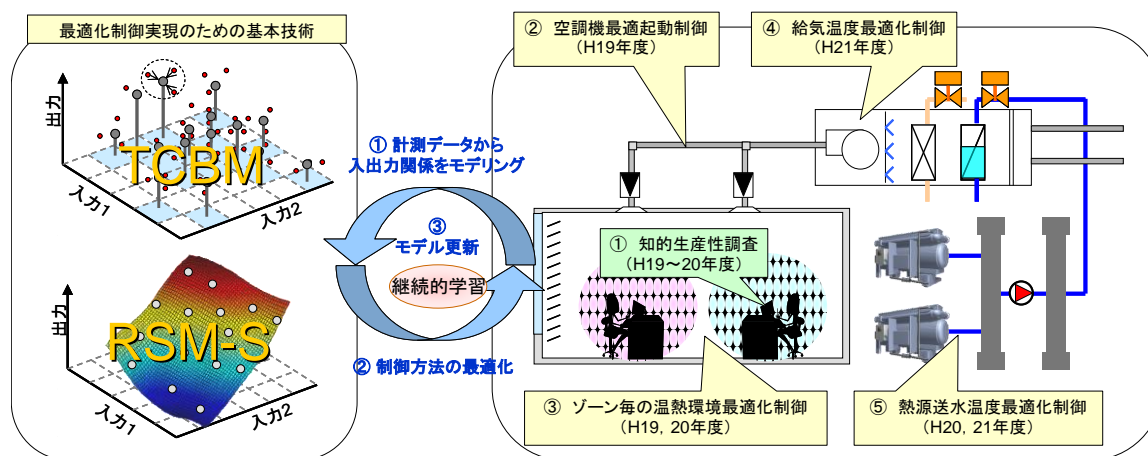 最適化制御実現のための基本技術
出力
TCBM
入力1
入力2
出力
RSM-S
入力1
入力2
① 計測データから
入出力関係をモデリング
③
モデル更新
継続的学習
② 制御方法の最適化
② 空調機最適起動制御
(H19年度)
④ 給気温度最適化制御
(H21年度)
① 知的生産性調査
(H19~20年度)
③ ゾーン毎の温熱環境最適化制御
(H19, 20年度)
⑤ 熱源送水温度最適化制御
(H20, 21年度)